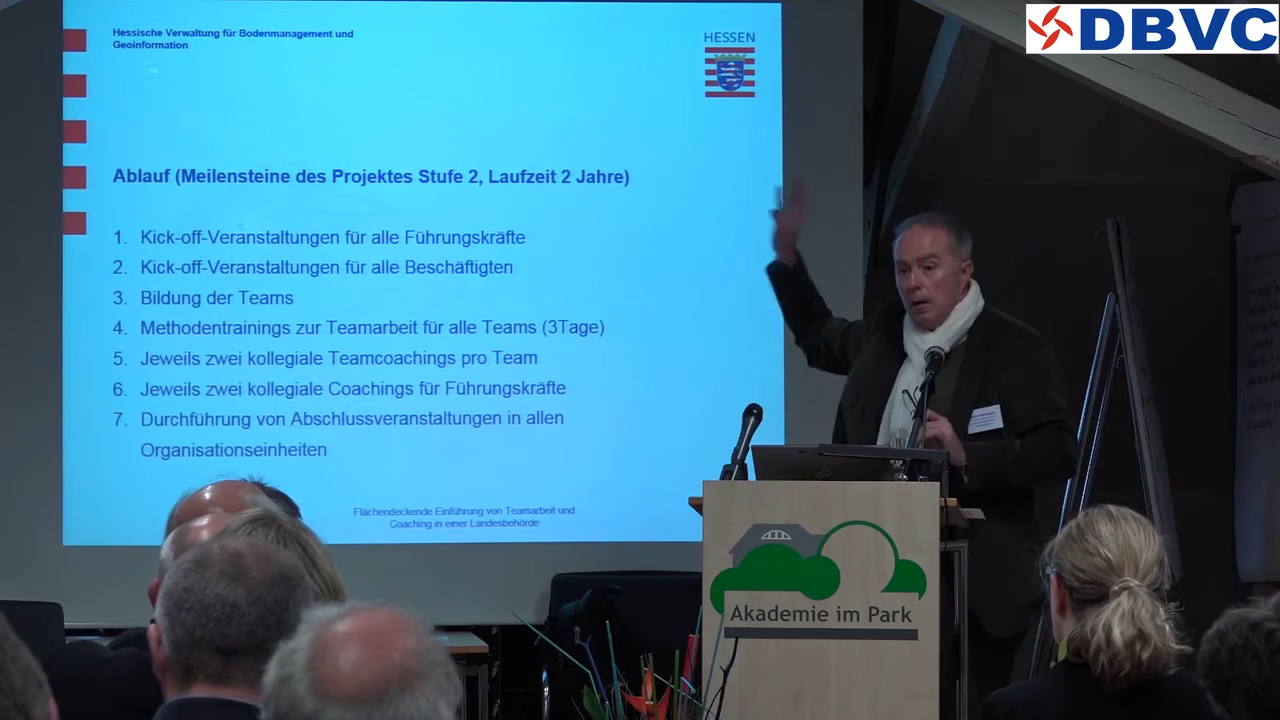 Hessische Verwaltung für Bodenmanagement und
Geoinformation
HESSEN
DBVC
Ablauf (Meilensteine des Projektes Stufe 2, Laufzeit 2 Jahre)
1. Kick-off-Veranstaltungen für alle Führungskräfte
2. Kick-off-Veranstaltungen für alle Beschäftigten
3. Bildung der Teams
4. Methodentrainings zur Teamarbeit für alle Teams (3Tage)
5. Jeweils zwei kollegiale Teamcoachings pro Team
6. Jeweils zwei kollegiale Coachings für Führungskräfte
7. Durchführung von Abschlussveranstaltungen in allen
Organisationseinheiten
Flächendeckende Einführung von Teamarbeit und
Coaching in einer Landesbehörde
Akademie im Park